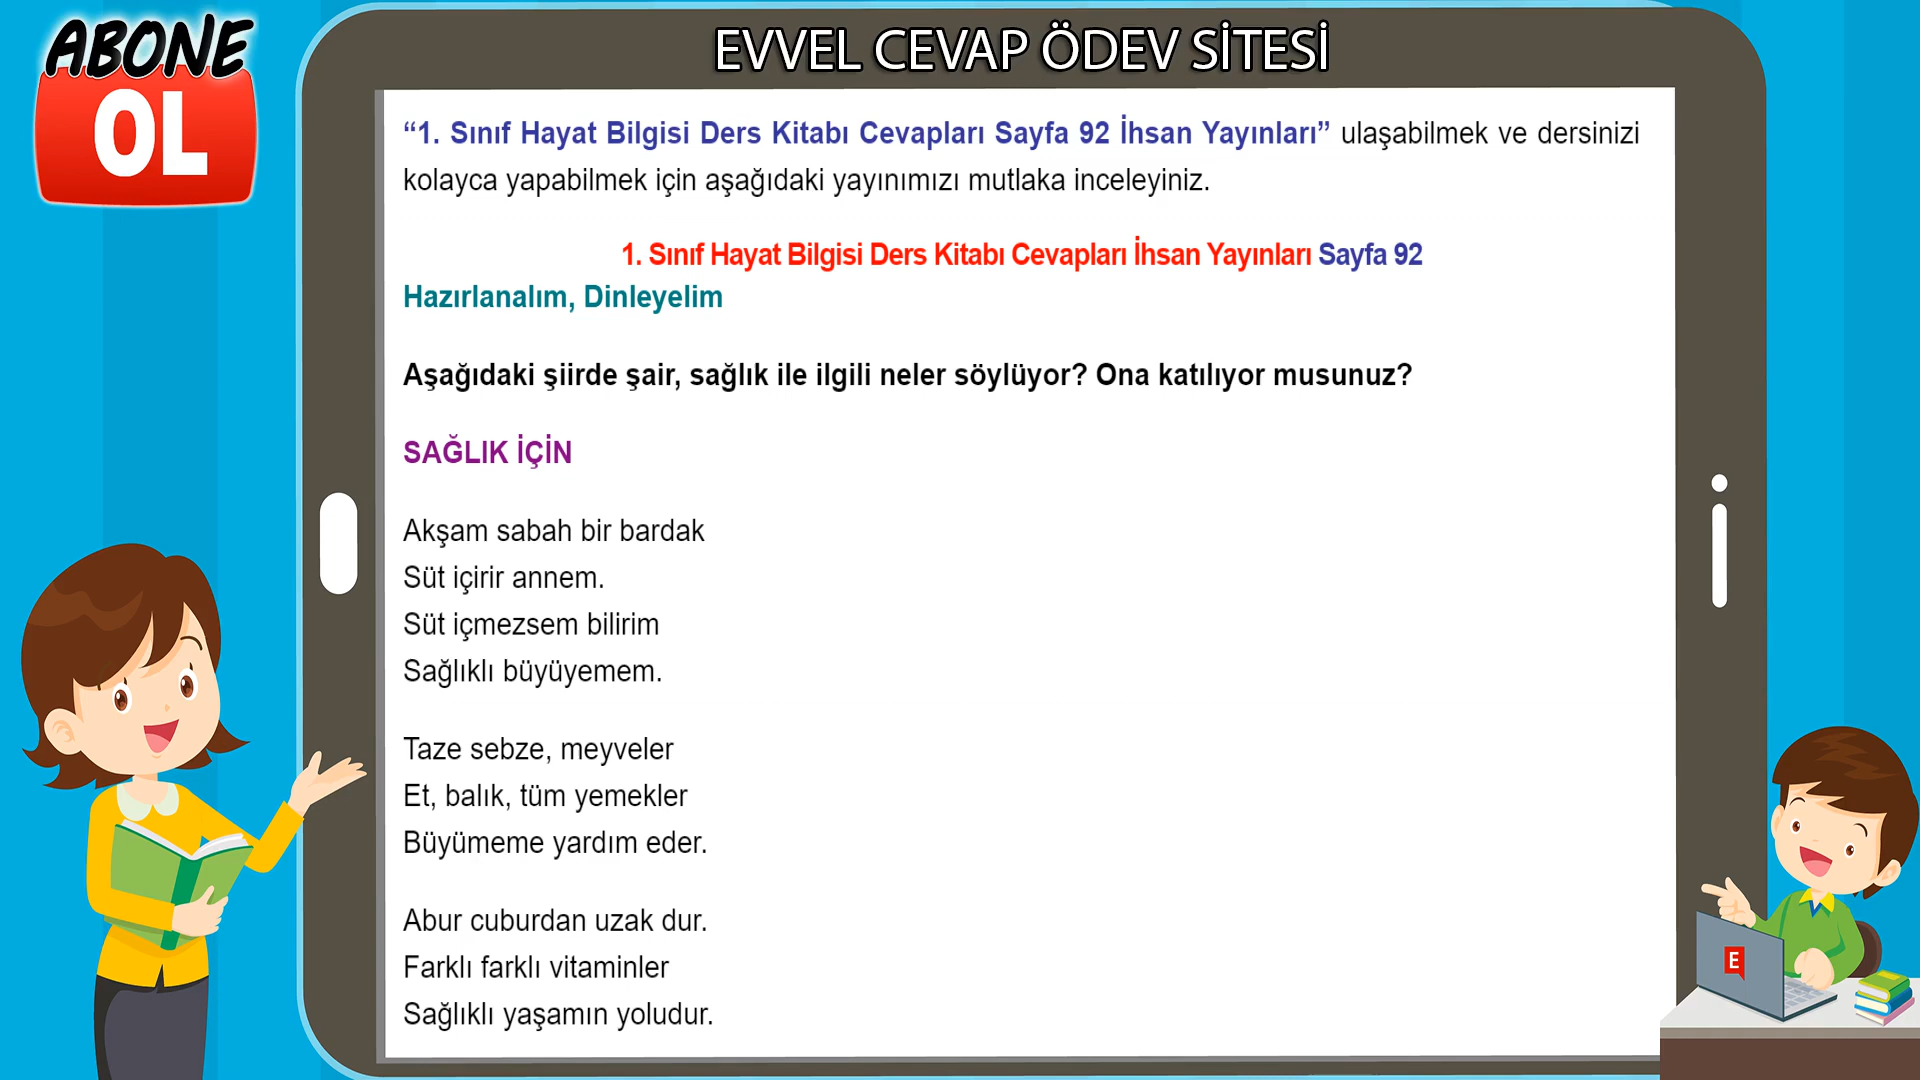 ABONE
OL
EVVEL CEVAP ÖDEV SİTESİ
“1. Sınıf Hayat Bilgisi Ders Kitabı Cevapları Sayfa 92 İhsan Yayınları” ulaşabilmek ve dersinizi
kolayca yapabilmek için aşağıdaki yayınımızı mutlaka inceleyiniz.
1. Sınıf Hayat Bilgisi Ders Kitabı Cevapları İhsan Yayınları Sayfa 92
Hazırlanalım, Dinleyelim
Aşağıdaki şiirde şair, sağlık ile ilgili neler söylüyor? Ona katılıyor musunuz?
SAĞLIK İÇİN
Akşam sabah bir bardak
Süt içirir annem.
Süt içmezsem bilirim
Sağlıklı büyüyemem.
Taze sebze, meyveler
Et, balık, tüm yemekler
Büyümeme yardım eder.
Abur cuburdan uzak dur.
Farklı farklı vitaminler
Sağlıklı yaşamın yoludur.
E